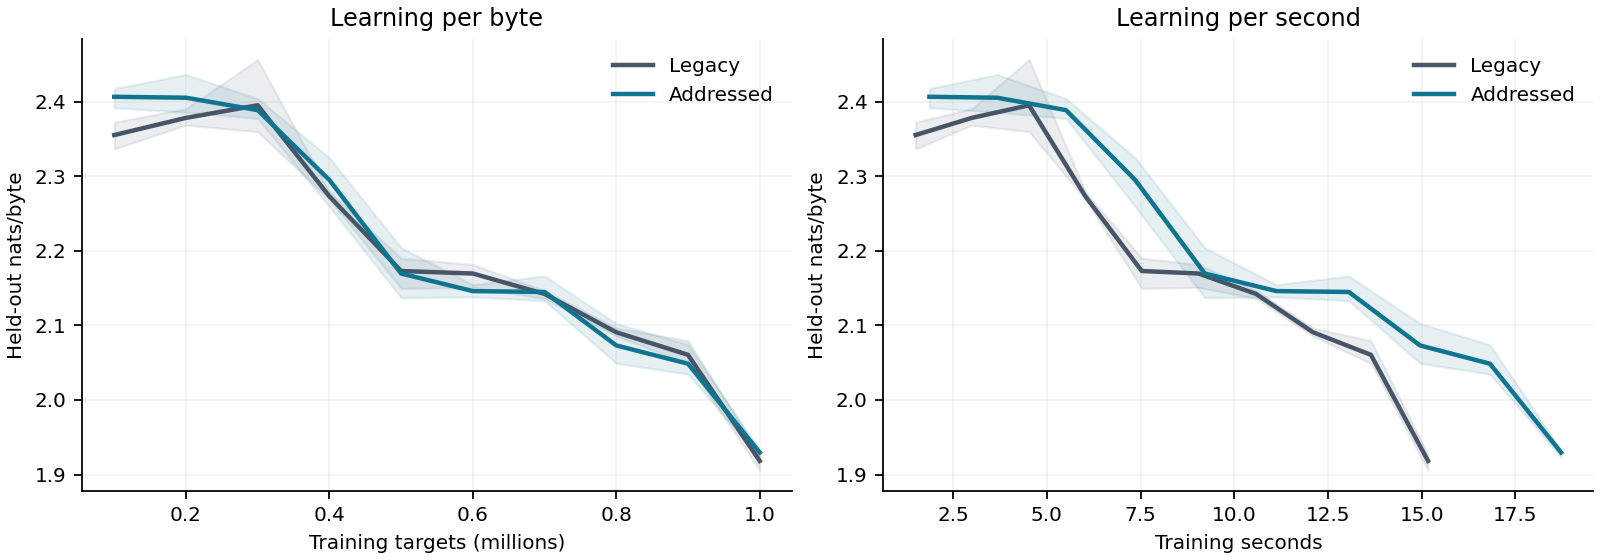 Learning per byte
Held-out nats/byte
2.4
2.3
2.2
2.1
2.0
1.9
Legacy
Addressed
0.2
0.4
0.6
0.8
1.0
Training targets (millions)
Learning per second
Held-out nats/byte
2.4
2.3
2.2
2.1
2.0
1.9
Legacy
Addressed
2.5
5.0
7.5
10.0
12.5
15.0
17.5
Training seconds